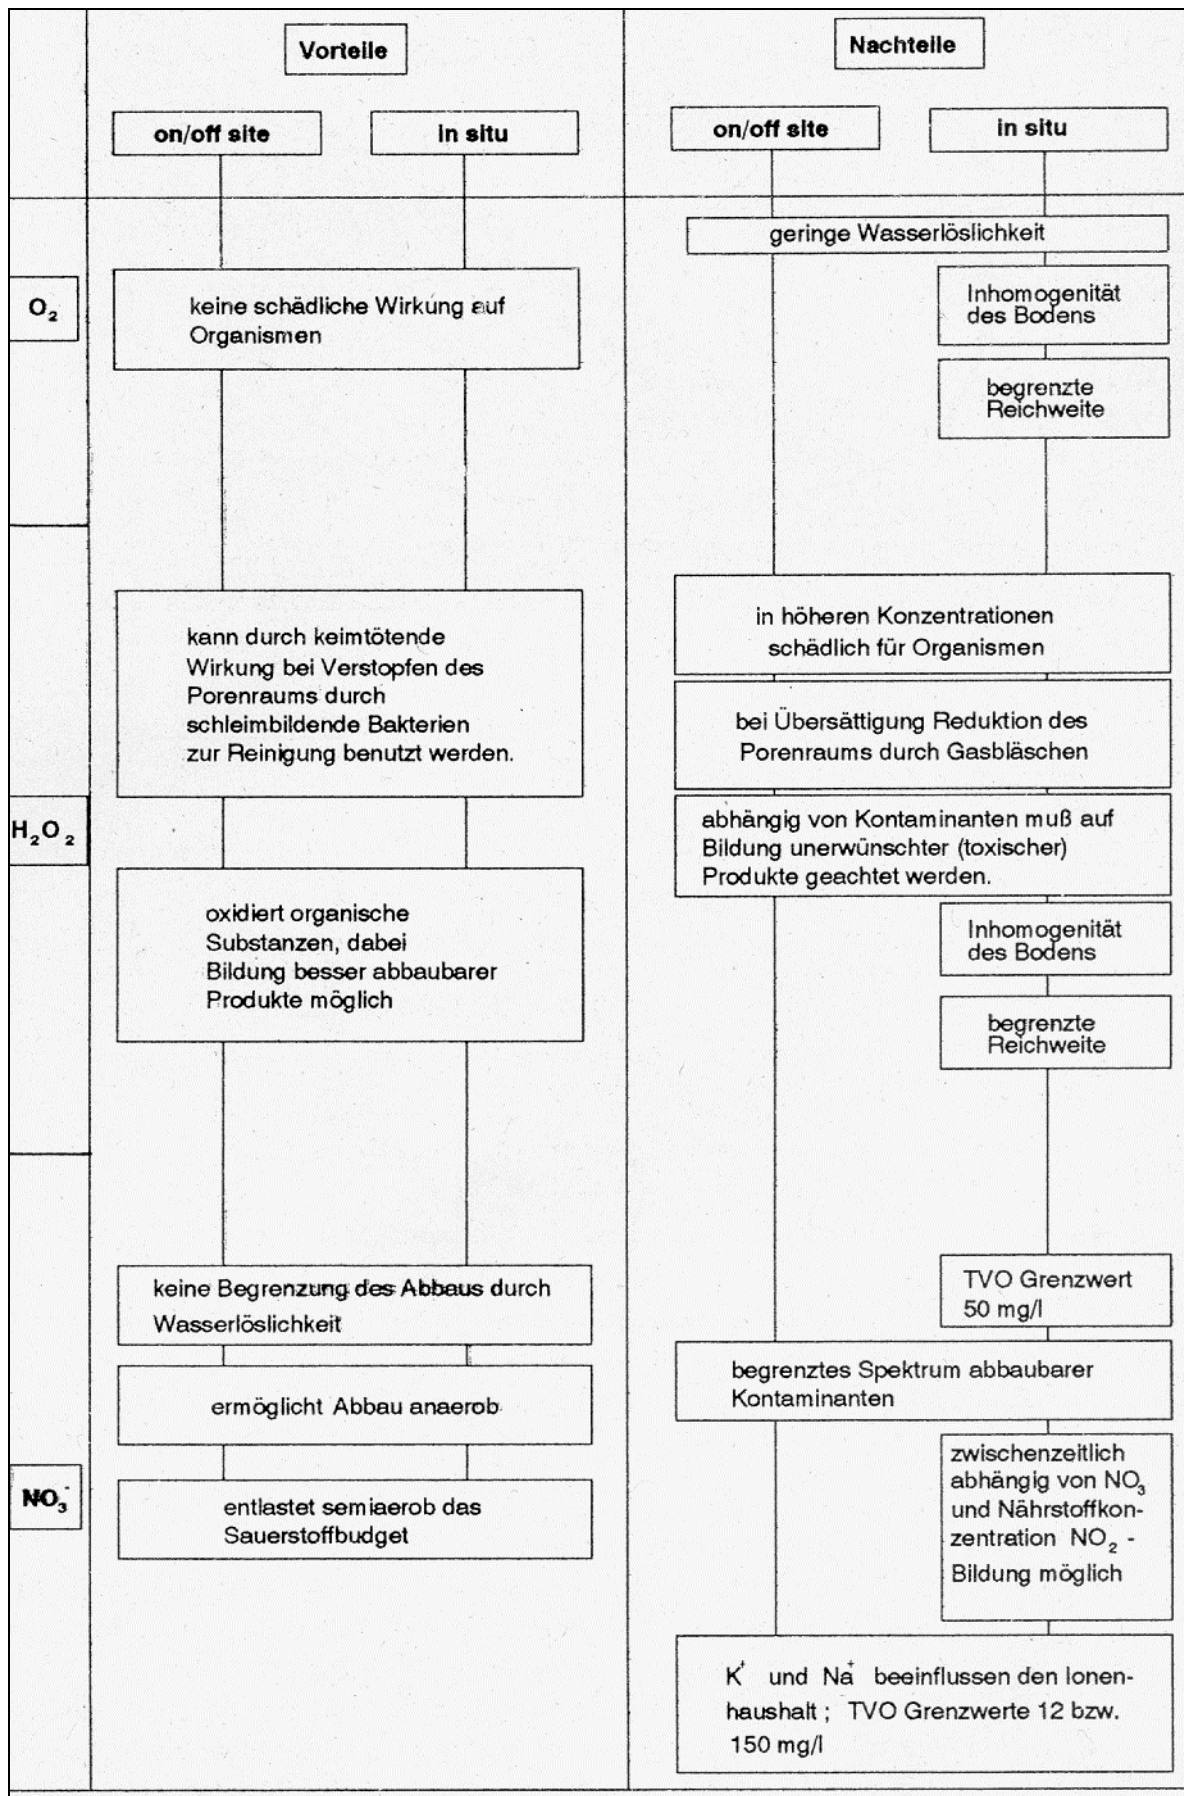 Vorteile
Nachteile
on/off site
in situ
on/off site
in situ
O₂
keine schädliche Wirkung auf
Organismen
geringe Wasserlöslichkeit
Inhomogenität
des Bodens
begrenzte
Reichweite
H₂O₂
kann durch keimtötende
Wirkung bei Verstopfen des
Porenraums durch
schleimbildende Bakterien
zur Reinigung benutzt werden.
oxidiert organische
Substanzen, dabei
Bildung besser abbaubarer
Produkte möglich
in höheren Konzentrationen
schädlich für Organismen
bei Übersättigung Reduktion des
Porenraums durch Gasbläschen
abhängig von Kontaminanten muß auf
Bildung unerwünschter (toxischer)
Produkte geachtet werden.
Inhomogenität
des Bodens
begrenzte
Reichweite
NO₃⁻
keine Begrenzung des Abbaus durch
Wasserlöslichkeit
ermöglicht Abbau anaerob
entlastet semiaerob das
Sauerstoffbudget
TVO Grenzwert
50 mg/l
begrenztes Spektrum abbaubarer
Kontaminanten
zwischenzeitlich
abhängig von NO₃
und Nährstoffkon-
zentration NO₂ -
Bildung möglich
K⁺ und Na⁺ beeinflussen den Ionen-
haushalt ; TVO Grenzwerte 12 bzw.
150 mg/l